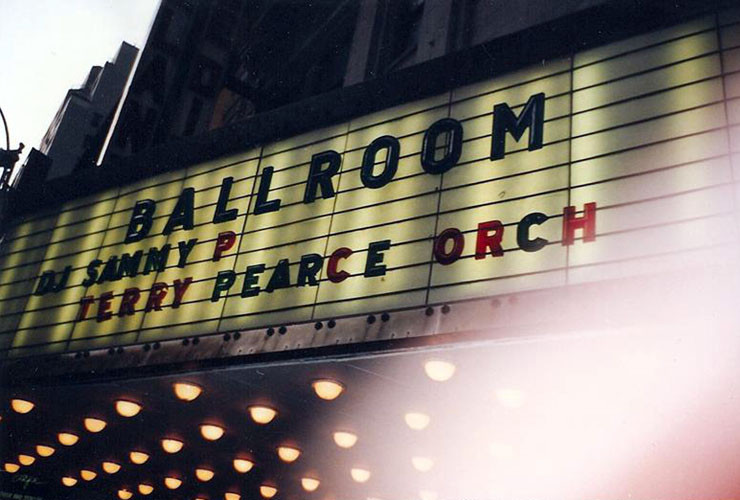 BALLROOM
DJ SAMMY P
TERRY PEARCE ORCH